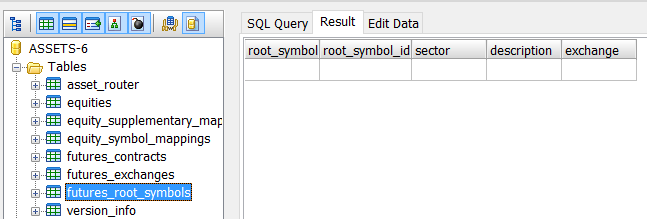 SQL Query Result Edit Data
root_symbol root_symbol_id sector description exchange
ASSETS-6
Tables
asset_router
equities
equity_supplementary_map
equity_symbol_mappings
futures_contracts
futures_exchanges
futures_root_symbols
version_info